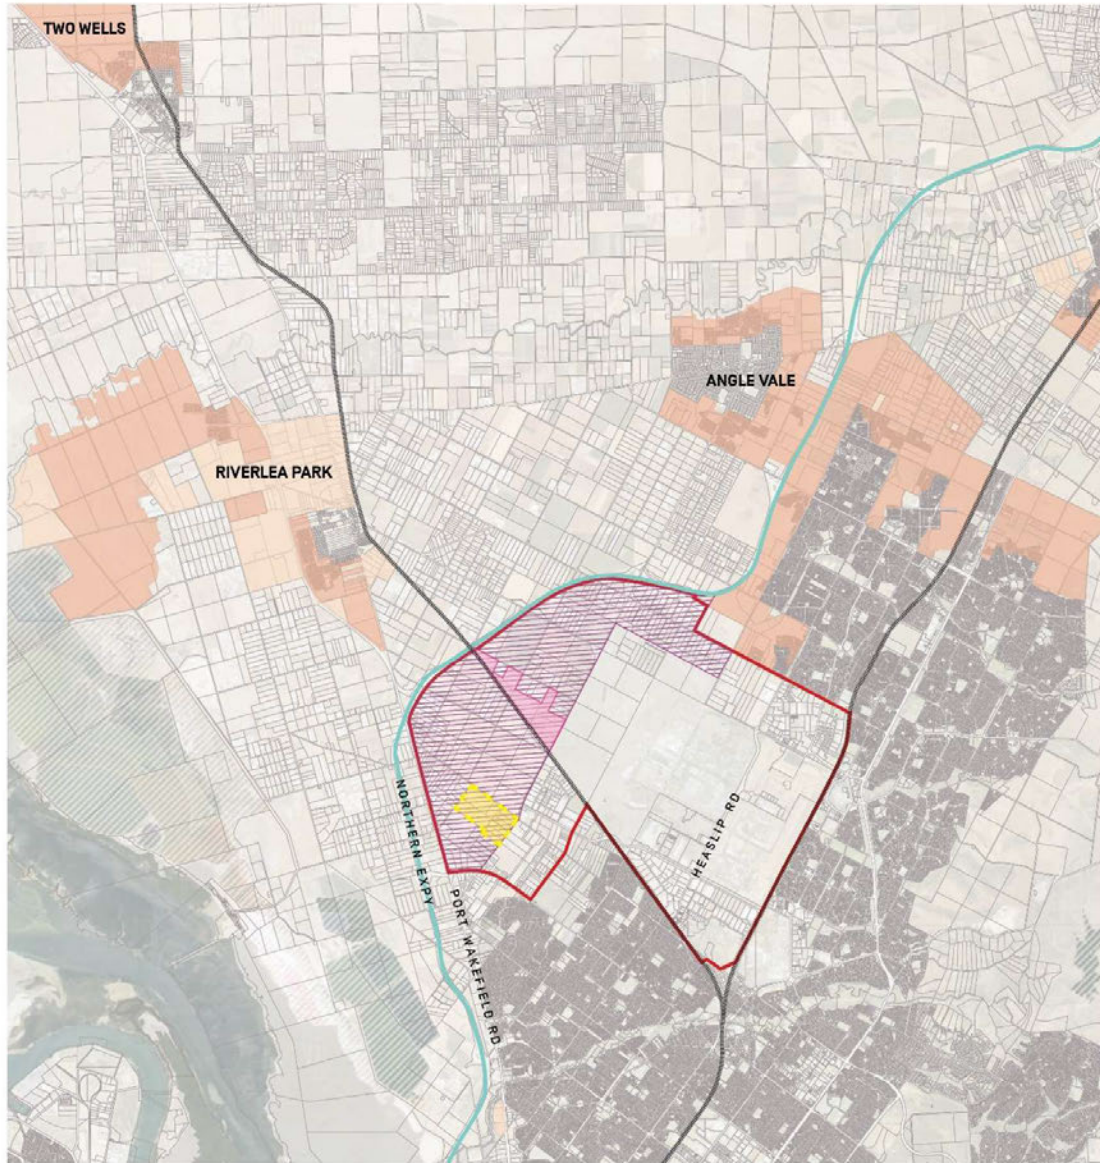 TWO WELLS
ANGLE VALE
RIVERLEA PARK
HEASLIP RD
NORTHERN EXPY
PORT WAKEFIELD RD